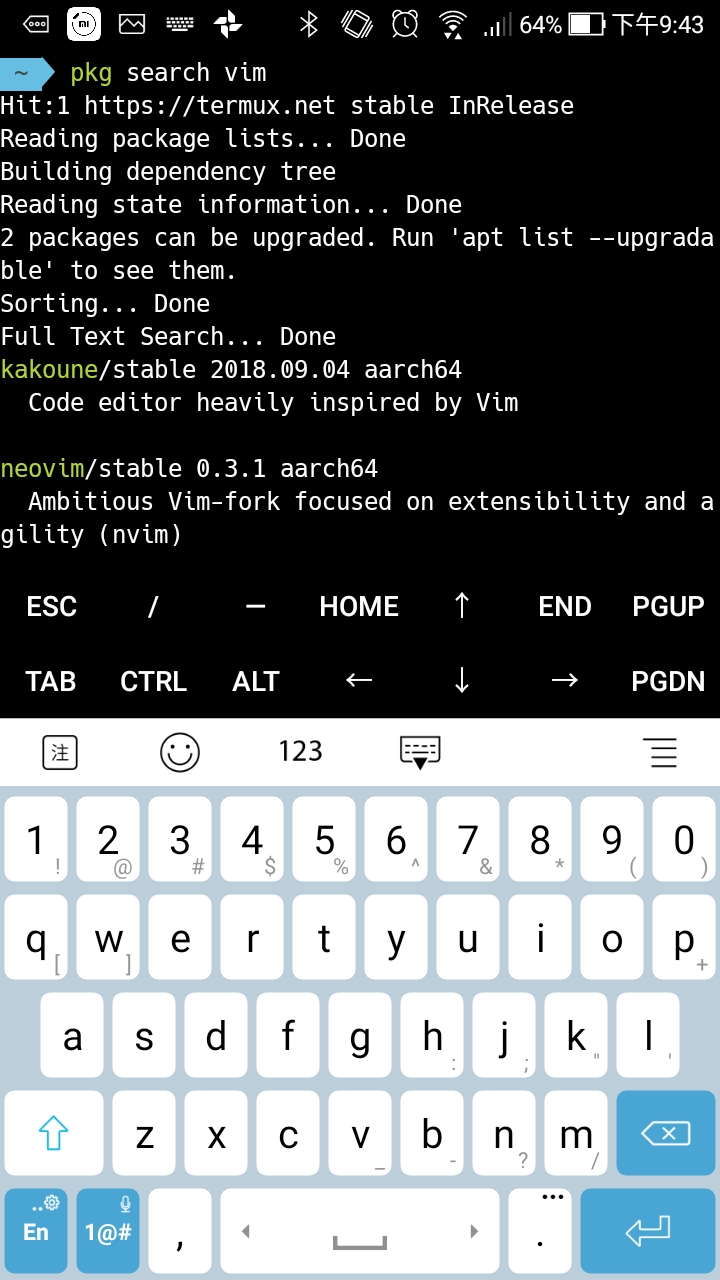 64% 下午9:43
~ pkg search vim
Hit:1 https://termux.net stable InRelease
Reading package lists... Done
Building dependency tree
Reading state information... Done
2 packages can be upgraded. Run 'apt list --upgrada
ble' to see them.
Sorting... Done
Full Text Search... Done
kakoune/stable 2018.09.04 aarch64
Code editor heavily inspired by Vim
neovim/stable 0.3.1 aarch64
Ambitious Vim-fork focused on extensibility and a
gility (nvim)
ESC / — HOME ↑ END PGUP
TAB CTRL ALT ← ↓ → PGDN
注 123
1 ! 2 @ 3 # 4 $ 5 % 6 ^ 7 & 8 * 9 ( 0 )
q [ w ] e r t y u i o p +
a s d f g h : j ; k " l '
z x c v _ b - n ? m /
En 1@# , . •••